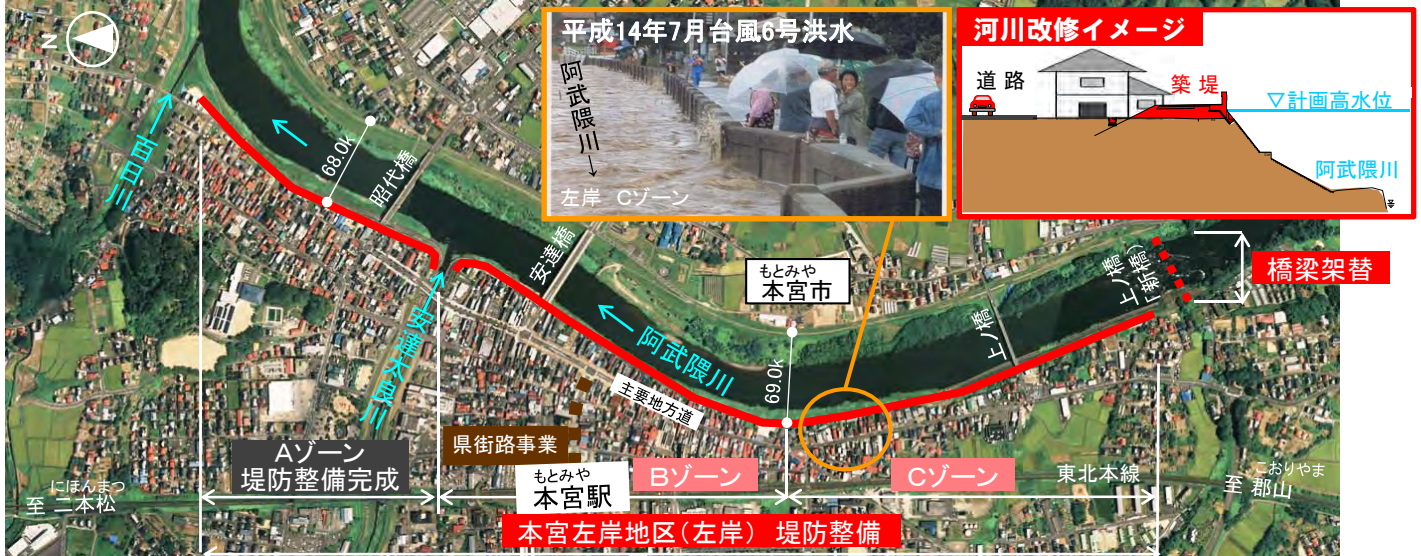 N
平成14年7月台風6号洪水
阿武隈川→
左岸 Cゾーン
河川改修イメージ
道路
築堤
▽計画高水位
阿武隈川
百日川
68.0k
昭代橋
安達橋
もとみや
本宮市
上ノ橋
上ノ橋
(新橋)
橋梁架替
安達太良川
阿武隈川
69.0k
主要地方道
県街路事業
Aゾーン
堤防整備完成
もとみや
本宮駅
Bゾーン
Cゾーン
東北本線
にほんまつ
至 二本松
こおりやま
至 郡山
本宮左岸地区(左岸) 堤防整備